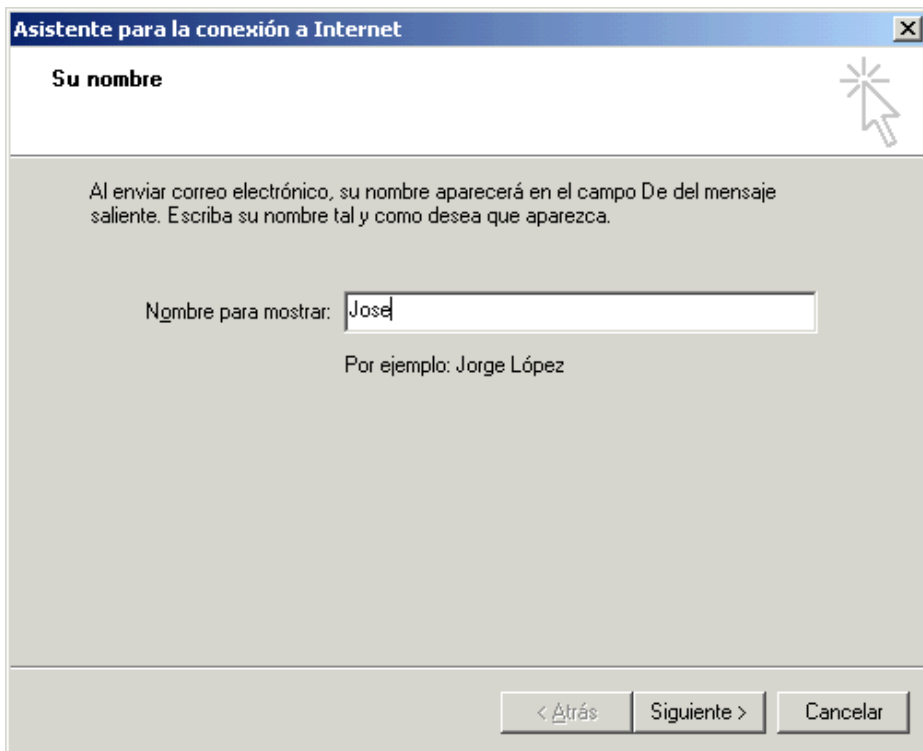 Asistente para la conexión a Internet
Su nombre
Al enviar correo electrónico, su nombre aparecerá en el campo De del mensaje
saliente. Escriba su nombre tal y como desea que aparezca.
Nombre para mostrar: Jose
Por ejemplo: Jorge López
< Atrás Siguiente > Cancelar